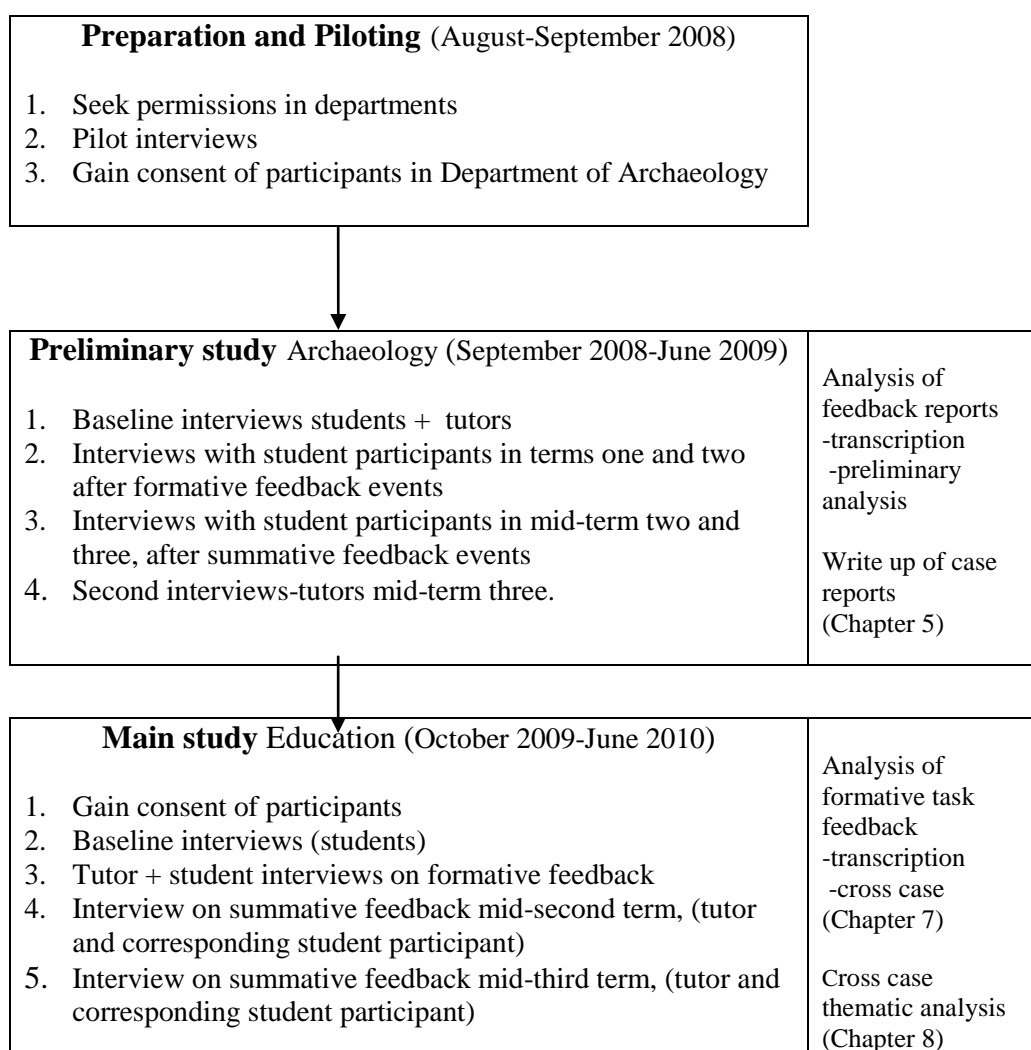 Preparation and Piloting (August-September 2008)
1. Seek permissions in departments
2. Pilot interviews
3. Gain consent of participants in Department of Archaeology
Preliminary study Archaeology (September 2008-June 2009)
1. Baseline interviews students + tutors
2. Interviews with student participants in terms one and two
after formative feedback events
3. Interviews with student participants in mid-term two and
three, after summative feedback events
4. Second interviews-tutors mid-term three.
Analysis of
feedback reports
-transcription
-preliminary
analysis
Write up of case
reports
(Chapter 5)
Main study Education (October 2009-June 2010)
1. Gain consent of participants
2. Baseline interviews (students)
3. Tutor + student interviews on formative feedback
4. Interview on summative feedback mid-second term, (tutor
and corresponding student participant)
5. Interview on summative feedback mid-third term, (tutor and
corresponding student participant)
Analysis of
formative task
feedback
-transcription
-cross case
(Chapter 7)
Cross case
thematic analysis
(Chapter 8)